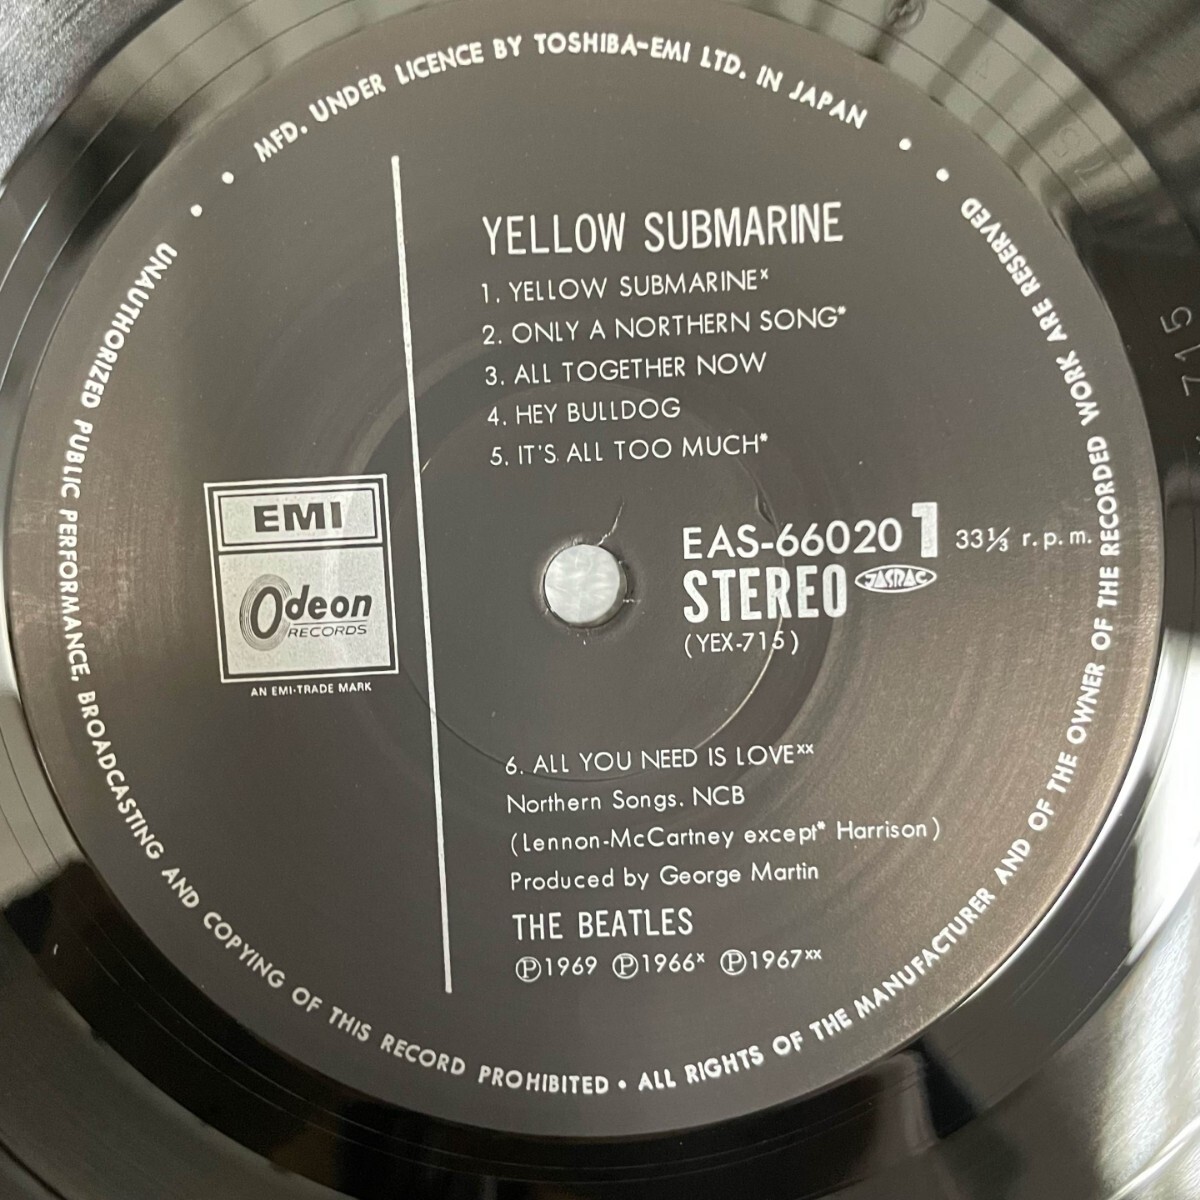 MFD. UNDER LICENCE BY TOSHIBA-EMI LTD. IN JAPAN
YELLOW SUBMARINE
1. YELLOW SUBMARINEˣ
2. ONLY A NORTHERN SONG*
3. ALL TOGETHER NOW
4. HEY BULLDOG
5. IT'S ALL TOO MUCH*
EMI
Odeon
RECORDS
AN EMI-TRADE MARK
EAS-66020 1 33⅓ r.p.m.
STEREO JASRAC
(YEX-715)
6. ALL YOU NEED IS LOVEˣˣ
Northern Songs. NCB
(Lennon-McCartney except* Harrison)
Produced by George Martin
THE BEATLES
Ⓟ1969 Ⓟ1966ˣ Ⓟ1967ˣˣ
UNAUTHORIZED PUBLIC PERFORMANCE, BROADCASTING AND COPYING OF THIS RECORD PROHIBITED • ALL RIGHTS OF THE MANUFACTURER AND OF THE OWNER OF THE RECORDED WORK ARE RESERVED
715